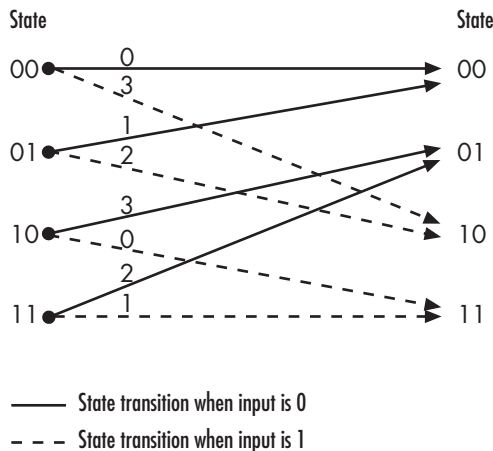 State State
00 0 00
3
01 1 01
2
10 3 10
0
11 2 11
1
State transition when input is 0
State transition when input is 1